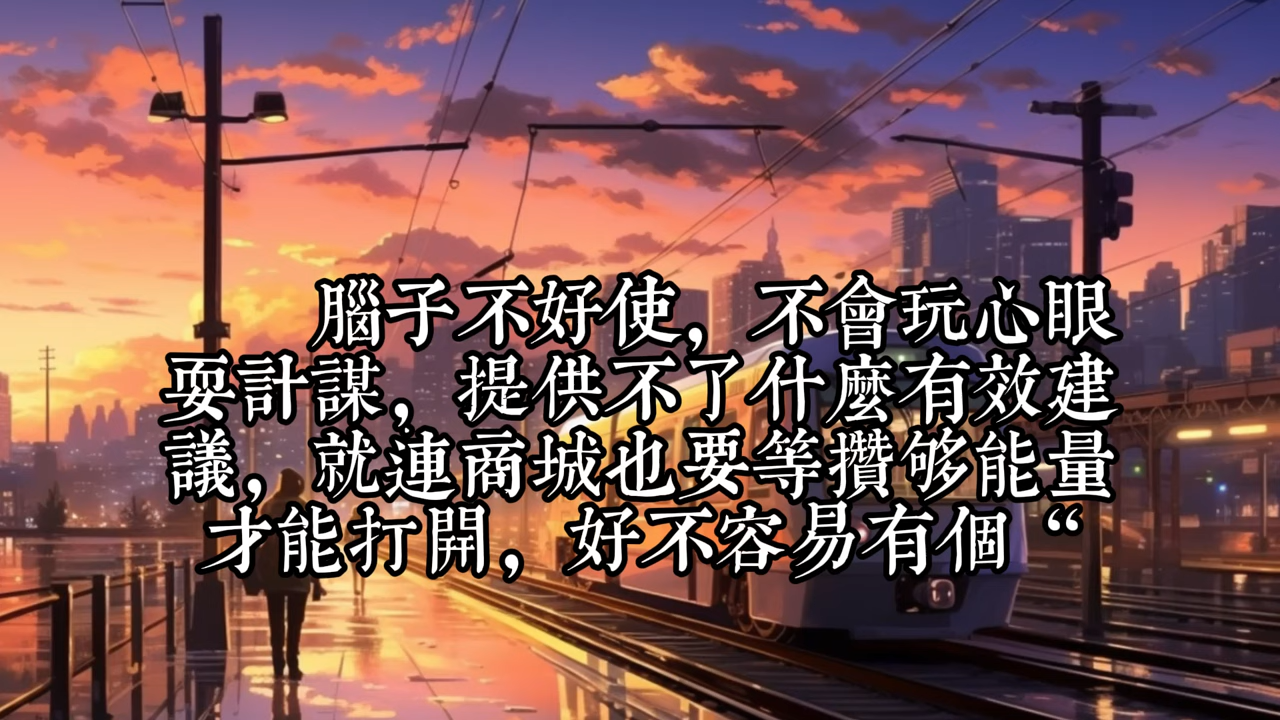 腦子不好使，不會玩心眼
耍計謀，提供不了什麼有效建
議，就連商城也要等攢够能量
才能打開，好不容易有個“